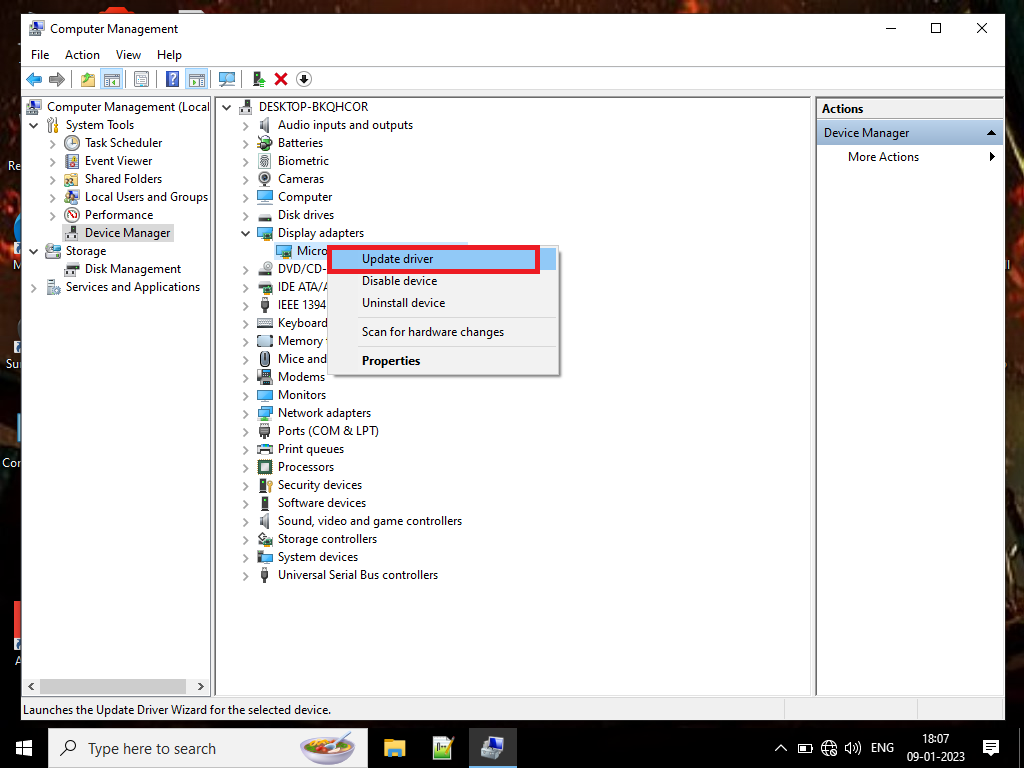 Computer Management
File Action View Help
Computer Management (Local
System Tools
Task Scheduler
Event Viewer
Shared Folders
Local Users and Groups
Performance
Device Manager
Storage
Disk Management
Services and Applications
DESKTOP-BKQHCOR
Audio inputs and outputs
Batteries
Biometric
Cameras
Computer
Disk drives
Display adapters
Micro
DVD/CD-
IDE ATA/A
IEEE 1394
Keyboard
Memory
Mice and
Modems
Monitors
Network adapters
Ports (COM & LPT)
Print queues
Processors
Security devices
Software devices
Sound, video and game controllers
Storage controllers
System devices
Universal Serial Bus controllers
Update driver
Disable device
Uninstall device
Scan for hardware changes
Properties
Actions
Device Manager
More Actions
Re
M
Su
Cor
A
Launches the Update Driver Wizard for the selected device.
Type here to search
ENG
18:07
09-01-2023